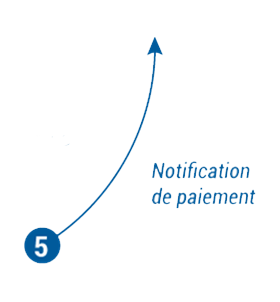 Notification
de paiement
5